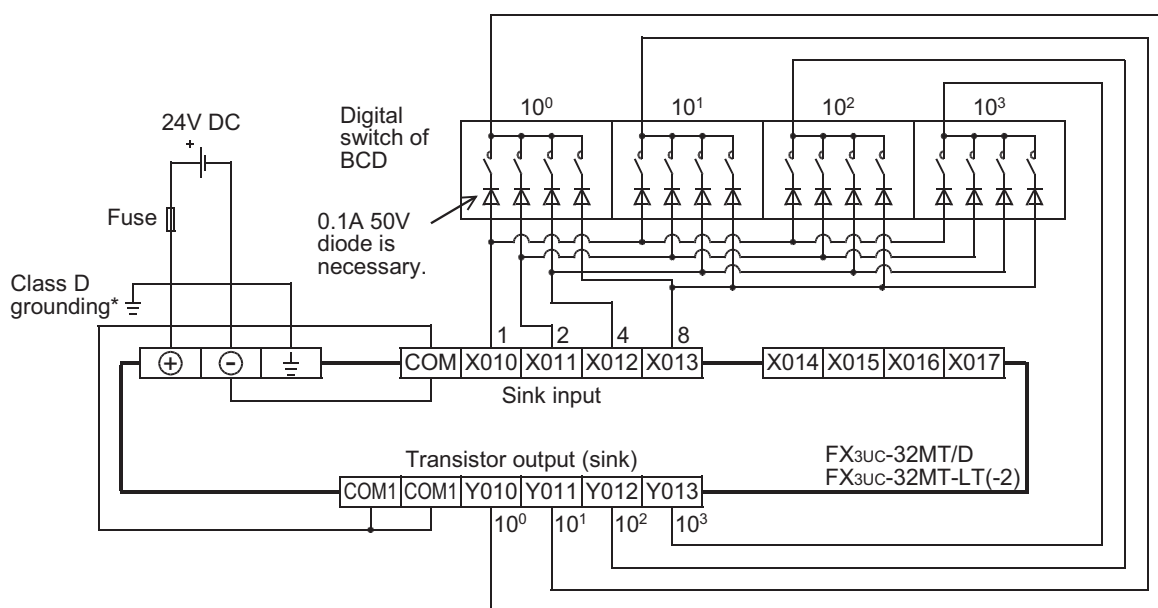 10⁰ 10¹ 10² 10³
Digital
switch of
BCD
24V DC
+
Fuse
0.1A 50V
diode is
necessary.
Class D
grounding*
1 2 4 8
+ - COM X010 X011 X012 X013 X014 X015 X016 X017
Sink input
Transistor output (sink)
FX3UC-32MT/D
FX3UC-32MT-LT(-2)
COM1 COM1 Y010 Y011 Y012 Y013
10⁰ 10¹ 10² 10³